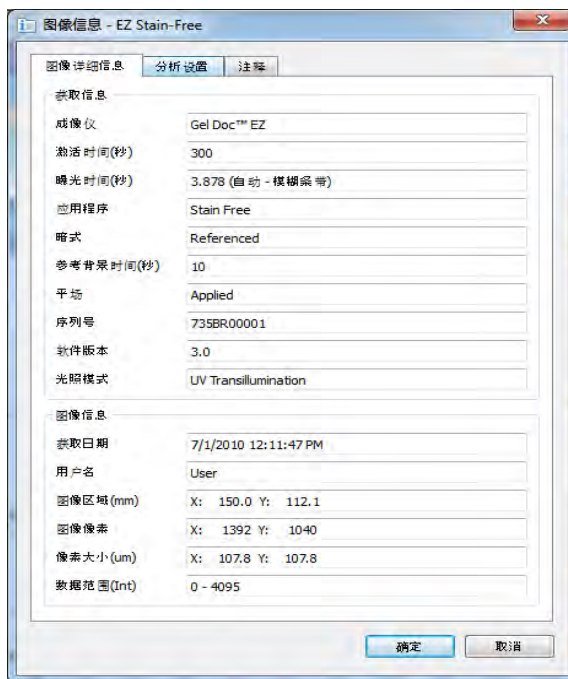 图像信息 - EZ Stain-Free
图像详细信息 分析设置 注释
获取信息
成像仪 Gel Doc™ EZ
激活时间(秒) 300
曝光时间(秒) 3.878 (自动 - 模糊条带)
应用程序 Stain Free
暗式 Referenced
参考背景时间(秒) 10
平场 Applied
序列号 735BR00001
软件版本 3.0
光照模式 UV Transillumination
图像信息
获取日期 7/1/2010 12:11:47 PM
用户名 User
图像区域(mm) X: 150.0 Y: 112.1
图像像素 X: 1392 Y: 1040
像素大小(um) X: 107.8 Y: 107.8
数据范围(Int) 0 - 4095
确定 取消